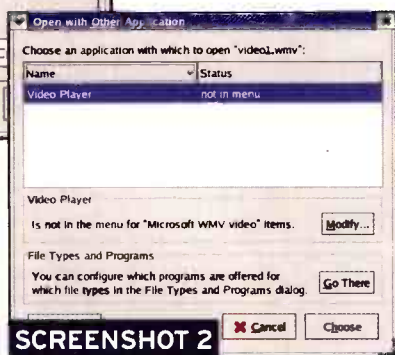 Open with Other Application
Choose an application with which to open "video1.wmv":
Name Status
Video Player not in menu
Video Player
Is not in the menu for "Microsoft WMV video" items. Modify...
File Types and Programs
You can configure which programs are offered for
which file types in the File Types and Programs dialog. Go There
SCREENSHOT 2 Cancel Choose